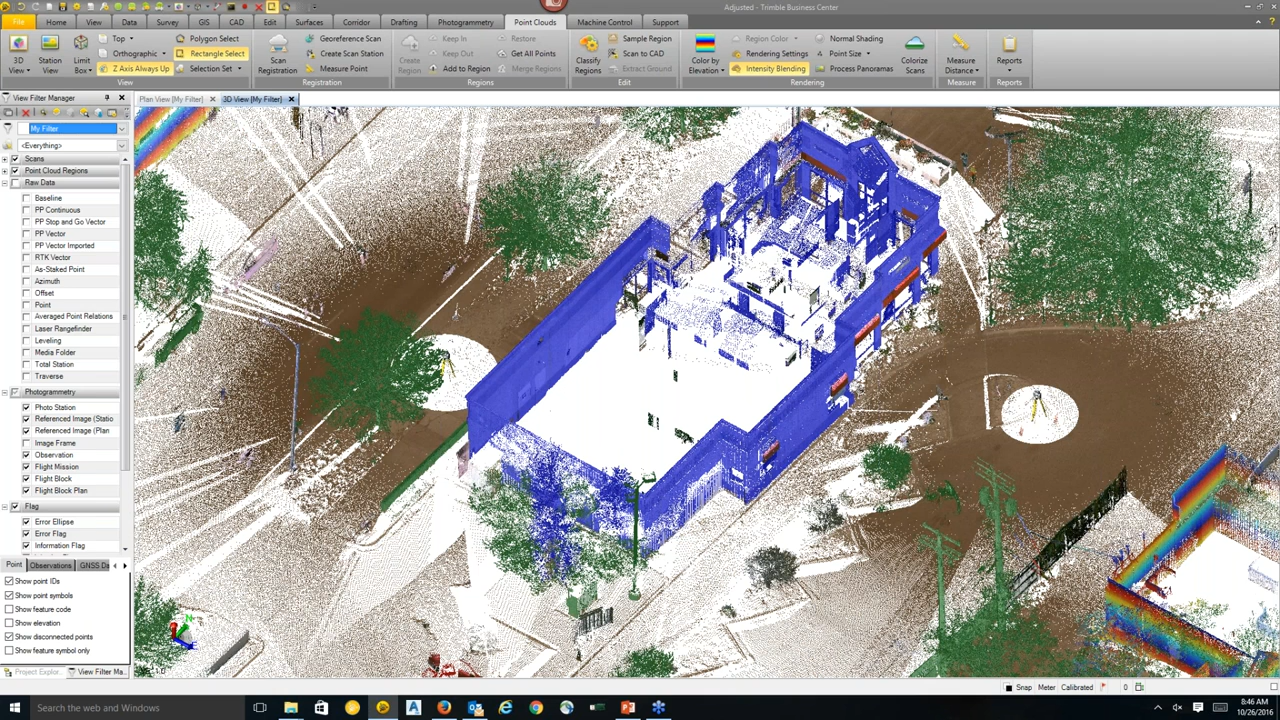 Adjusted - Trimble Business Center
File Home View Data Survey GIS CAD Edit Surfaces Corridor Drafting Photogrammetry Point Clouds Machine Control Support
3D View
Station View
Limit Box
Top
Orthographic
Z Axis Always Up
Polygon Select
Rectangle Select
Selection Set
View
Scan Registration
Georeference Scan
Create Scan Station
Measure Point
Registration
Create Region
Keep In
Keep Out
Add to Region
Restore
Get All Points
Merge Regions
Regions
Classify Regions
Sample Region
Scan to CAD
Extract Ground
Edit
Color by Elevation
Region Color
Rendering Settings
Intensity Blending
Normal Shading
Point Size
Process Panoramas
Colorize Scans
Rendering
Measure Distance
Measure
Reports
Reports
View Filter Manager
Plan View [My Filter]
3D View [My Filter]
My Filter
<Everything>
Scans
Point Cloud Regions
Raw Data
Baseline
PP Continuous
PP Stop and Go Vector
PP Vector
PP Vector Imported
RTK Vector
As-Staked Point
Azimuth
Offset
Point
Averaged Point Relations
Laser Rangefinder
Leveling
Media Folder
Total Station
Traverse
Photogrammetry
Photo Station
Referenced Image (Statio
Referenced Image (Plan
Image Frame
Observation
Flight Mission
Flight Block
Flight Block Plan
Flag
Error Ellipse
Error Flag
Information Flag
Point Observations GNSS Da
Show point IDs
Show point symbols
Show feature code
Show elevation
Show disconnected points
Show feature symbol only
Project Explor... View Filter Ma...
Snap Meter Calibrated 0
Search the web and Windows
8:46 AM
10/26/2016